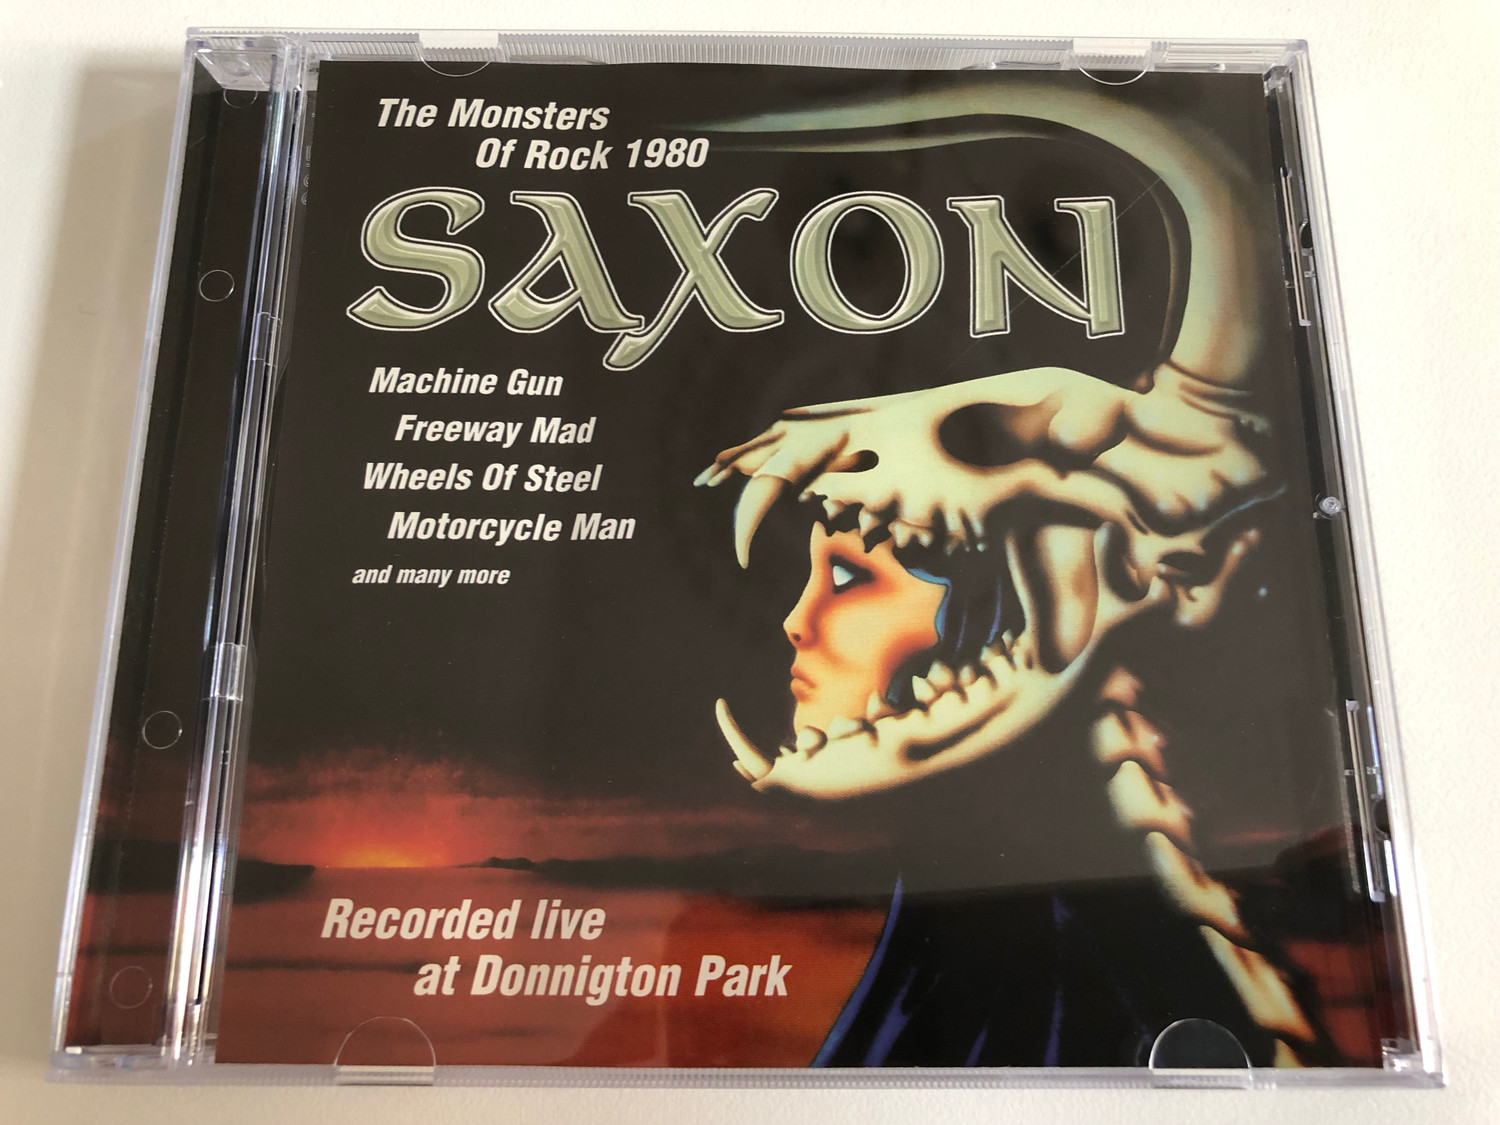 The Monsters
Of Rock 1980
SAXON
Machine Gun
Freeway Mad
Wheels Of Steel
Motorcycle Man
and many more
Recorded live
at Donnigton Park